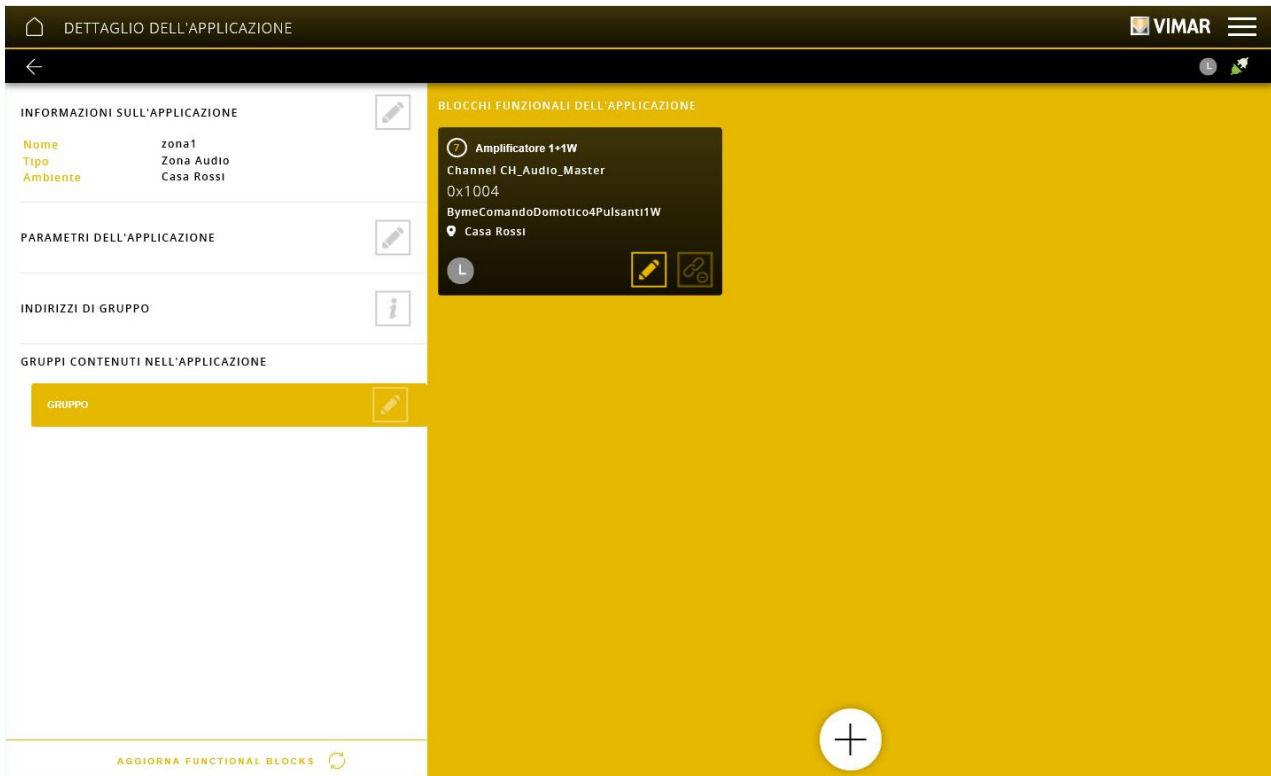 DETTAGLIO DELL'APPLICAZIONE
VIMAR
L
INFORMAZIONI SULL'APPLICAZIONE
Nome zona1
Tipo Zona Audio
Ambiente Casa Rossi
PARAMETRI DELL'APPLICAZIONE
INDIRIZZI DI GRUPPO
i
GRUPPI CONTENUTI NELL'APPLICAZIONE
GRUPPO
AGGIORNA FUNCTIONAL BLOCKS
BLOCCHI FUNZIONALI DELL'APPLICAZIONE
7 Amplificatore 1+1W
Channel CH_Audio_Master
0x1004
BymeComandoDomotico4Pulsanti1W
Casa Rossi
L